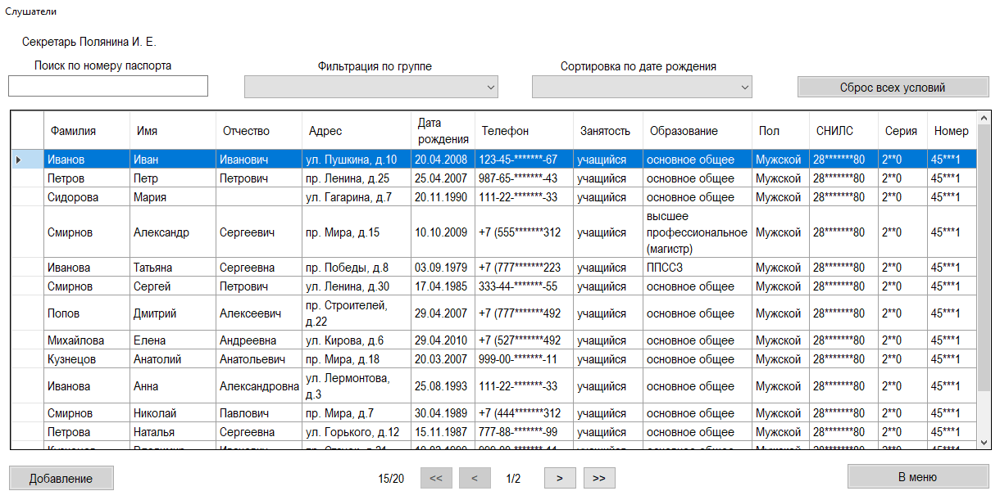 Слушатели
Секретарь Полянина И. Е.
Поиск по номеру паспорта Фильтрация по группе Сортировка по дате рождения
Сброс всех условий
Фамилия Имя Отчество Адрес Дата рождения Телефон Занятость Образование Пол СНИЛС Серия Номер
Иванов Иван Иванович ул. Пушкина, д.10 20.04.2008 123-45-*******-67 учащийся основное общее Мужской 28*******80 2**0 45***1
Петров Петр Петрович пр. Ленина, д.25 25.04.2007 987-65-*******-43 учащийся основное общее Мужской 28*******80 2**0 45***1
Сидорова Мария ул. Гагарина, д.7 20.11.1990 111-22-*******-33 учащийся основное общее Мужской 28*******80 2**0 45***1
Смирнов Александр Сергеевич пр. Мира, д.15 10.10.2009 +7 (555*******312 учащийся высшее профессиональное (магистр) Мужской 28*******80 2**0 45***1
Иванова Татьяна Сергеевна пр. Победы, д.8 03.09.1979 +7 (777*******223 учащийся ППССЗ Мужской 28*******80 2**0 45***1
Смирнов Сергей Петрович ул. Ленина, д.30 17.04.1985 333-44-*******-55 учащийся основное общее Мужской 28*******80 2**0 45***1
Попов Дмитрий Алексеевич пр. Строителей, д.22 29.04.2007 +7 (777*******492 учащийся основное общее Мужской 28*******80 2**0 45***1
Михайлова Елена Андреевна ул. Кирова, д.6 29.04.2010 +7 (527*******492 учащийся основное общее Мужской 28*******80 2**0 45***1
Кузнецов Анатолий Анатольевич пр. Мира, д.18 20.03.2007 999-00-*******-11 учащийся основное общее Мужской 28*******80 2**0 45***1
Иванова Анна Александровна ул. Лермонтова, д.3 25.08.1993 111-22-*******-33 учащийся основное общее Мужской 28*******80 2**0 45***1
Смирнов Николай Павлович пр. Мира, д.7 30.04.1989 +7 (444*******312 учащийся основное общее Мужской 28*******80 2**0 45***1
Петрова Наталья Сергеевна ул. Горького, д.12 15.11.1987 777-88-*******-99 учащийся основное общее Мужской 28*******80 2**0 45***1
Добавление 15/20 << < 1/2 > >> В меню